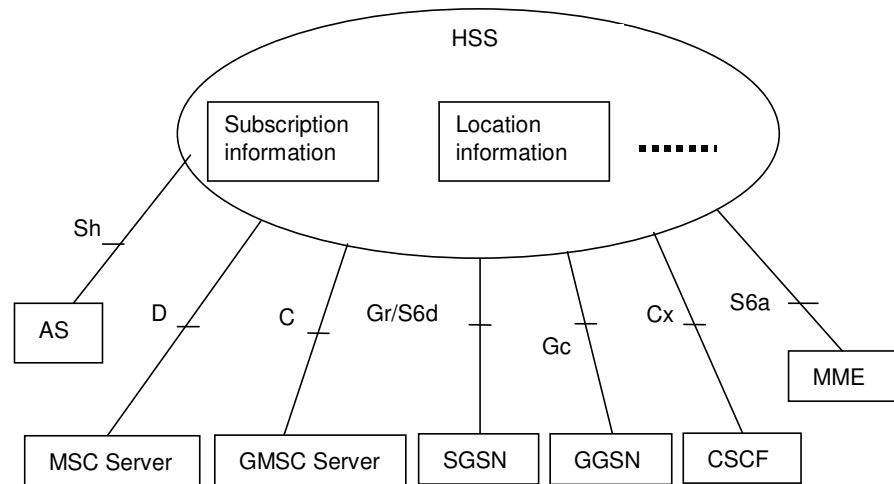 HSS
Subscription
information
Location
information
Sh
D
C
Gr/S6d
Gc
Cx
S6a
AS
MME
MSC Server
GMSC Server
SGSN
GGSN
CSCF